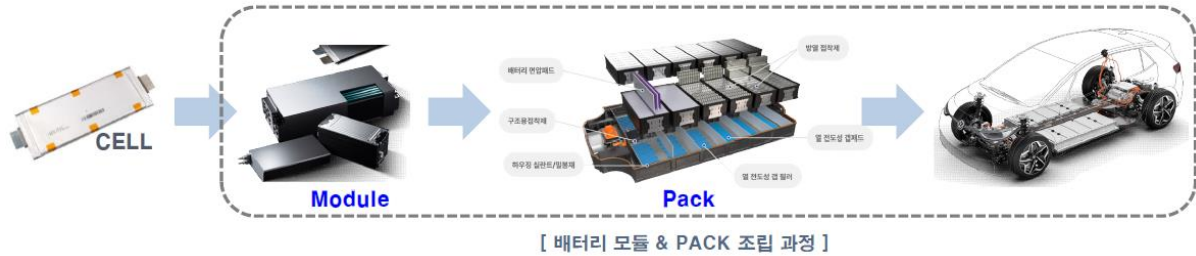 CELL
Module
배터리 면압패드
방열 접착제
구조용접착제
하우징 실란트/밀봉재
열 전도성 갭패드
열 전도성 갭 필러
Pack
[ 배터리 모듈 & PACK 조립 과정 ]